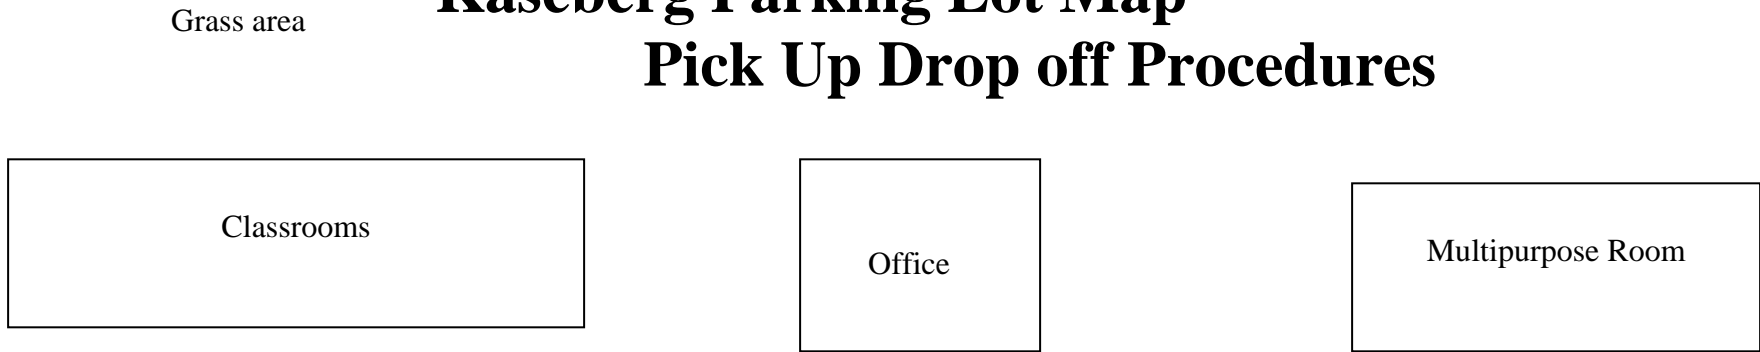 Kaseberg Parking Lot Map
Grass area
Pick Up Drop off Procedures
Classrooms
Office
Multipurpose Room